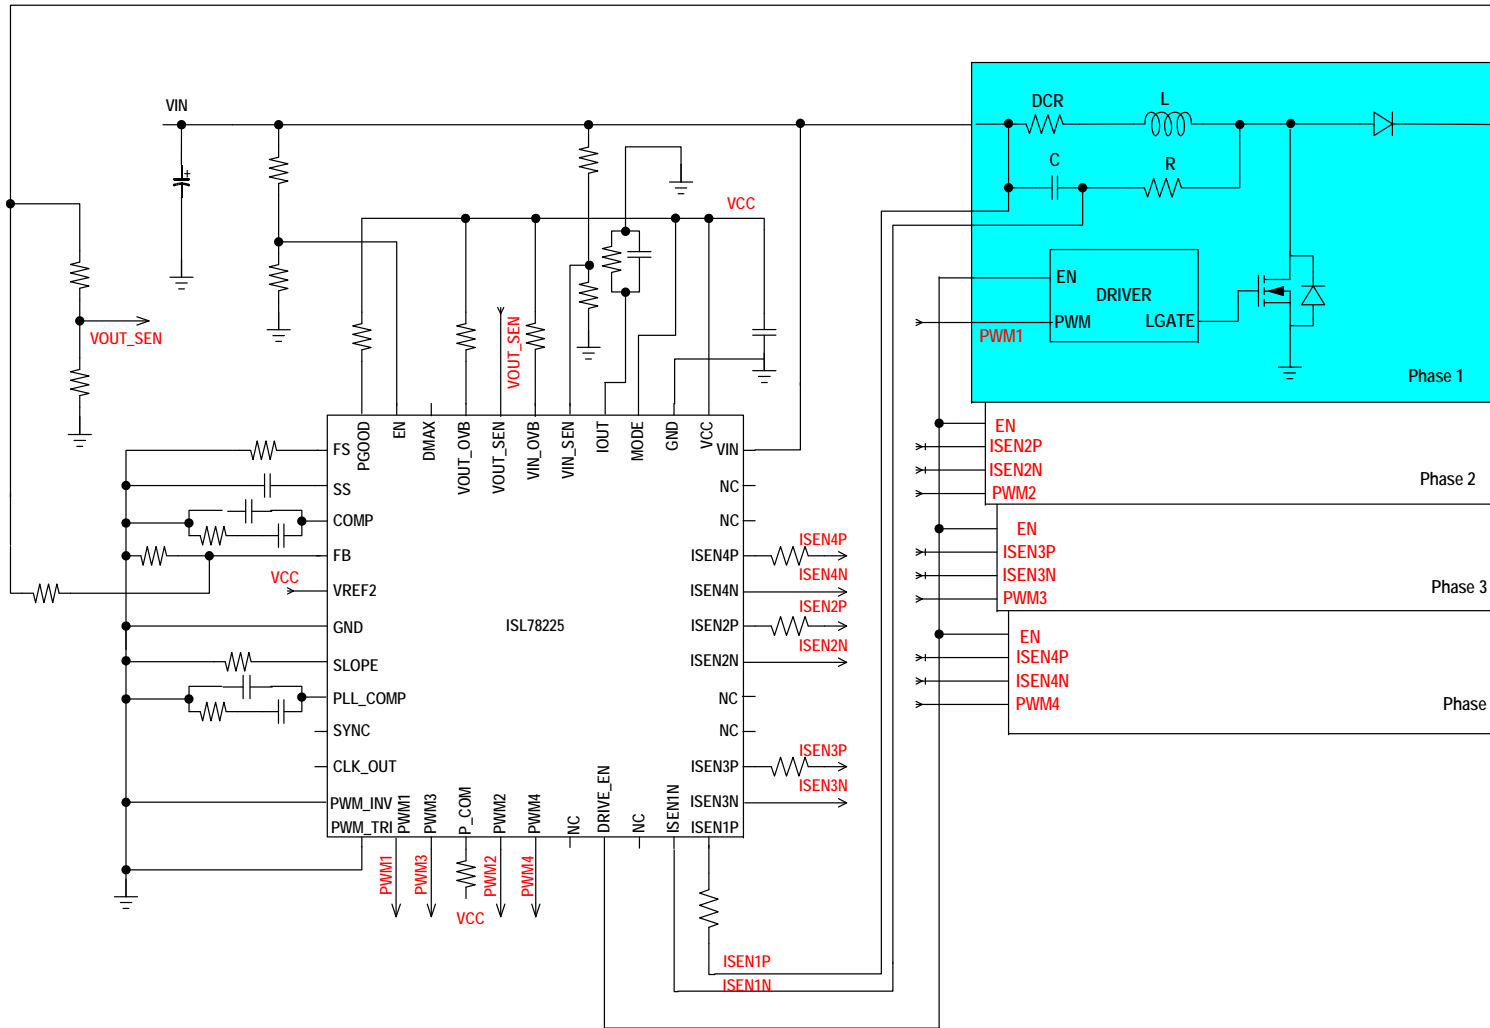 VIN
DCR
L
C
R
VCC
EN
DRIVER
PWM
LGATE
PWM1
Phase 1
VOUT_SEN
VOUT_SEN
PGOOD
EN
DMAX
VOUT_OVB
VOUT_SEN
VIN_OVB
VIN_SEN
IOUT
MODE
GND
VCC
FS
SS
COMP
FB
VCC
VREF2
GND
SLOPE
PLL_COMP
SYNC
CLK_OUT
PWM_INV
PWM_TRI
ISL78225
VIN
NC
NC
ISEN4P
ISEN4N
ISEN2P
ISEN2N
NC
NC
ISEN3P
ISEN3N
ISEN1P
ISEN4P
ISEN4N
ISEN2P
ISEN2N
ISEN3P
ISEN3N
PWM1
PWM3
P_COM
PWM2
PWM4
NC
DRIVE_EN
NC
ISEN1N
PWM1
PWM3
VCC
PWM2
PWM4
ISEN1P
ISEN1N
EN
ISEN2P
ISEN2N
PWM2
Phase 2
EN
ISEN3P
ISEN3N
PWM3
Phase 3
EN
ISEN4P
ISEN4N
PWM4
Phase